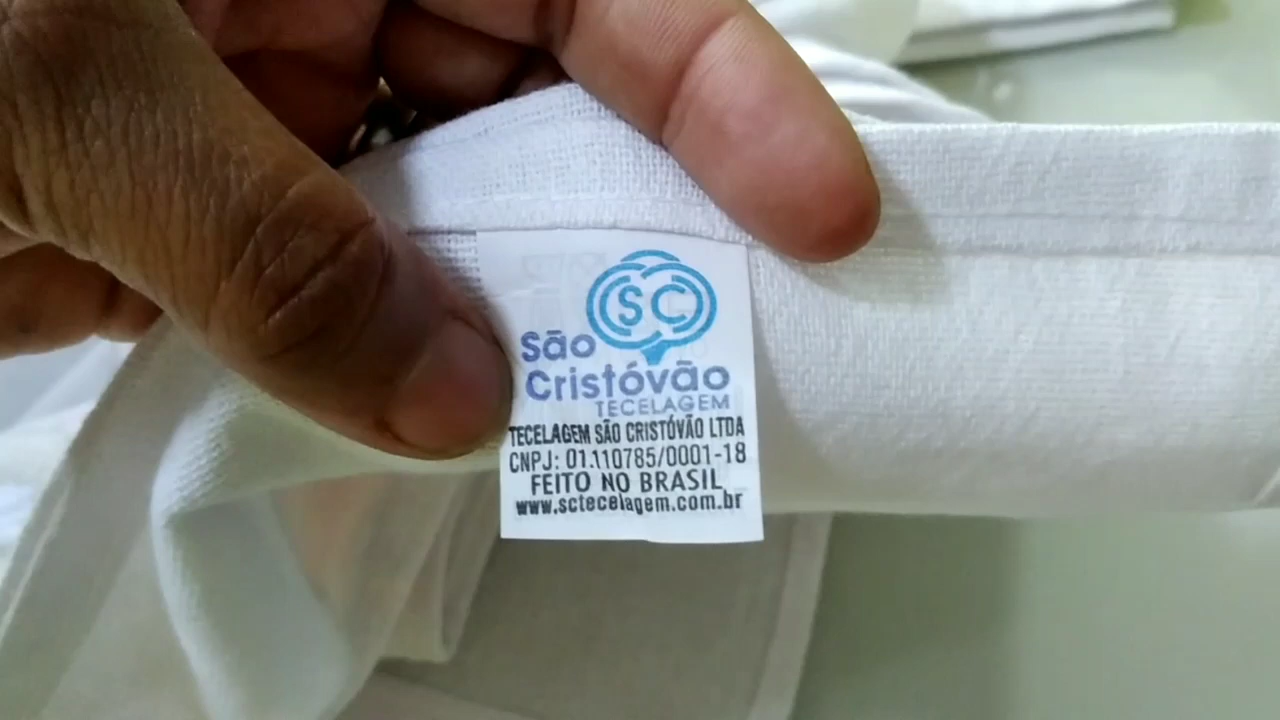 SC
São
Cristóvão
TECELAGEM
TECELAGEM SÃO CRISTÓVÃO LTDA
CNPJ: 01.110785/0001-18
FEITO NO BRASIL
www.sctecelagem.com.br